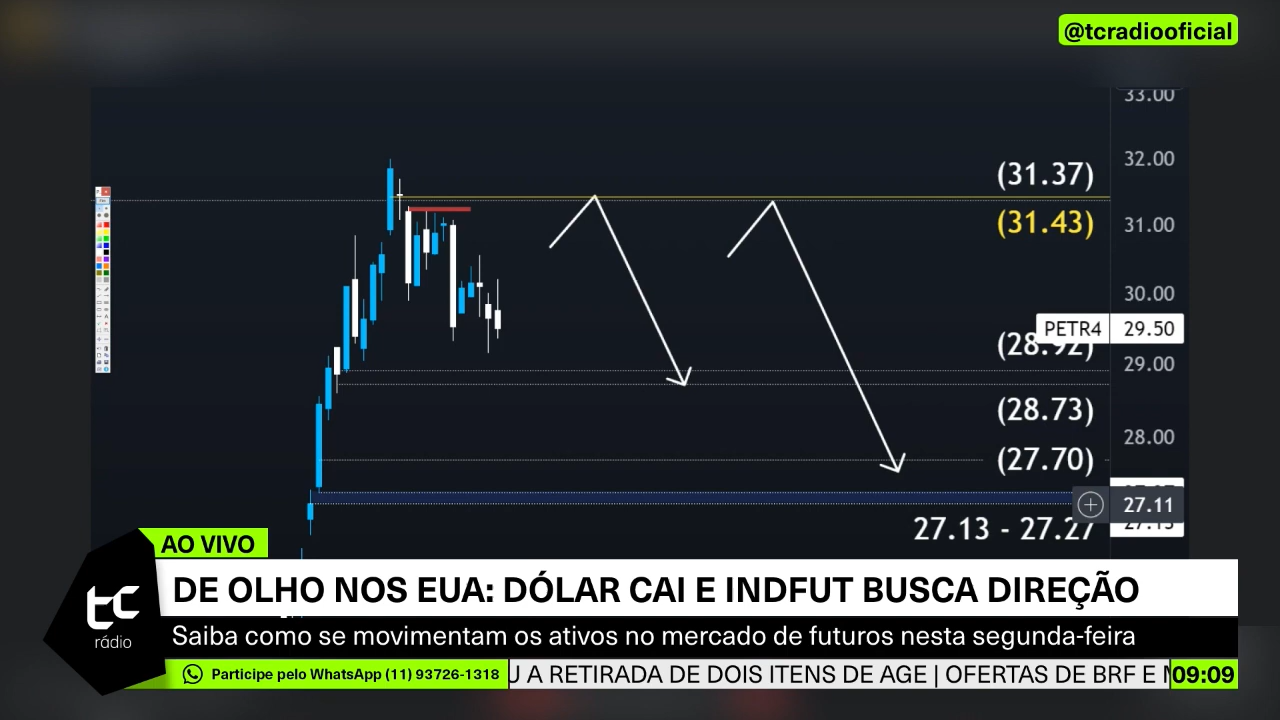 @tcradiooficial
33.00
32.00
(31.37)
(31.43)
31.00
30.00
PETR4 29.50
(28.92)
29.00
(28.73)
28.00
(27.70)
27.11
27.13 - 27.27
AO VIVO
DE OLHO NOS EUA: DÓLAR CAI E INDFUT BUSCA DIREÇÃO
tc
rádio
Saiba como se movimentam os ativos no mercado de futuros nesta segunda-feira
Participe pelo WhatsApp (11) 93726-1318
A RETIRADA DE DOIS ITENS DE AGE | OFERTAS DE BRF E
09:09